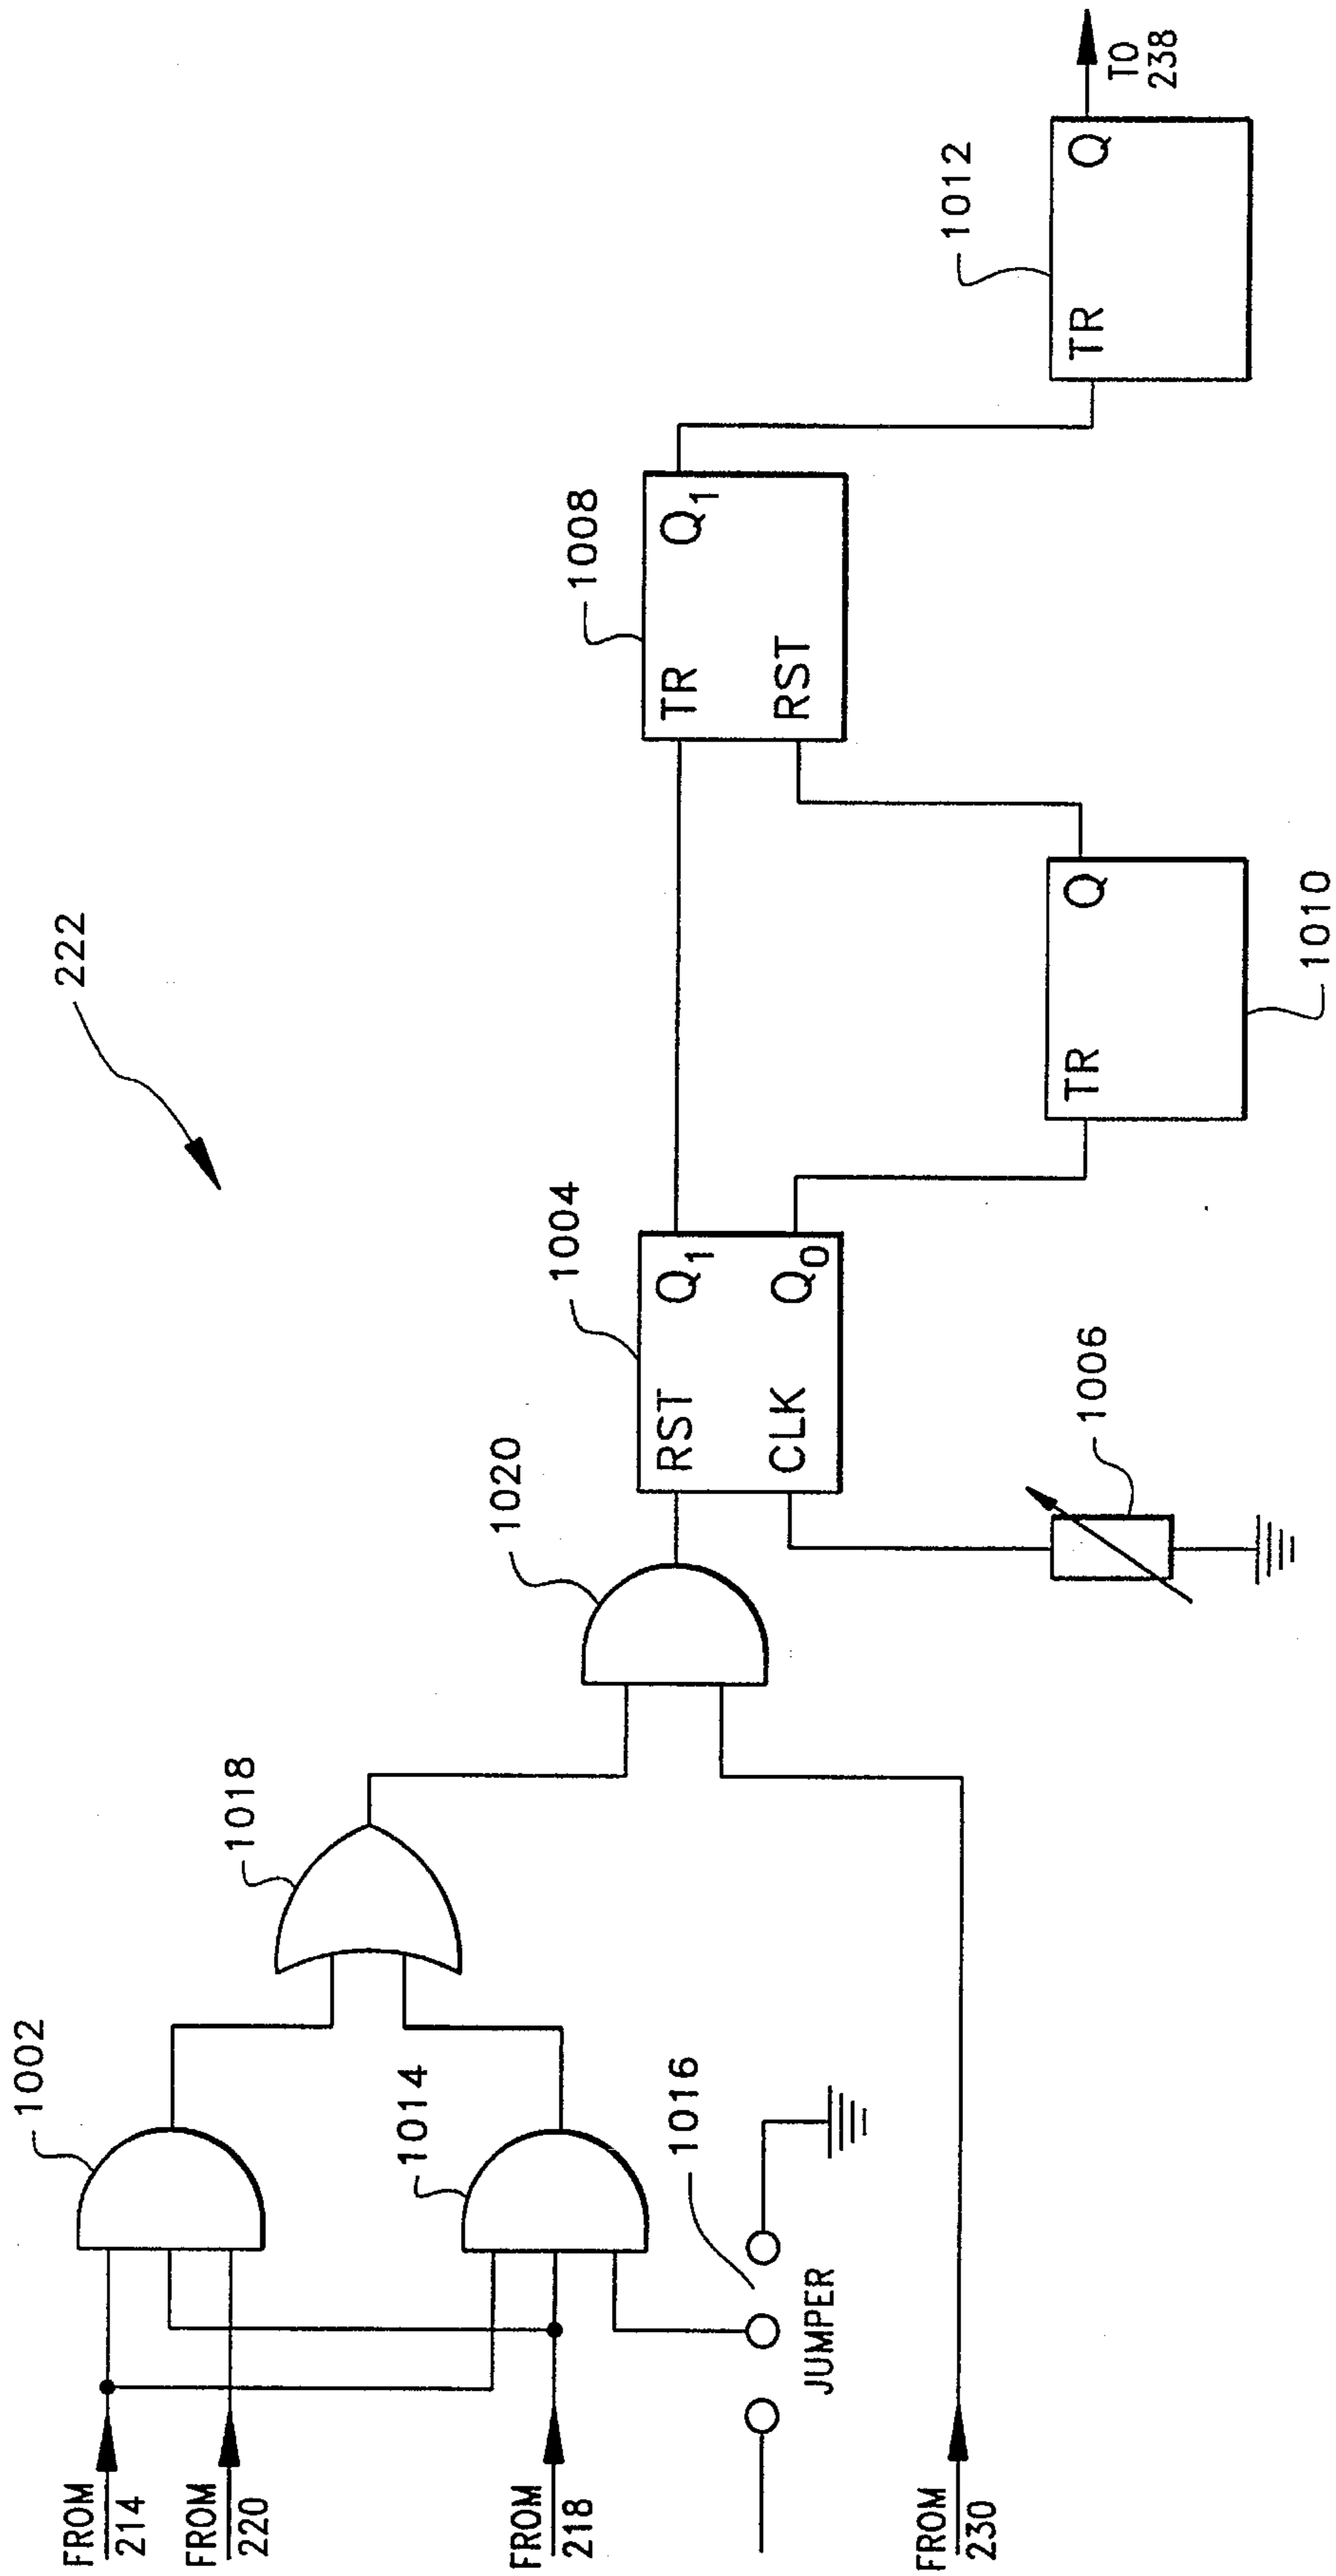 222
FROM
214
FROM
220
FROM
218
FROM
230
1002
1014
1016
JUMPER
1018
1020
1004
RST
Q1
CLK
Q0
1006
1008
TR
Q1
RST
1010
TR
Q
1012
TR
Q
TO
238